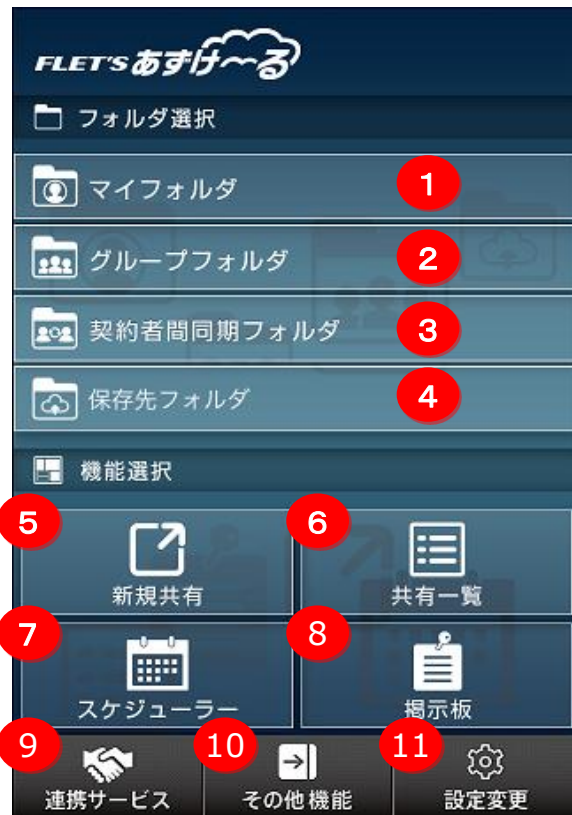 FLET'Sあずけ～る
フォルダ選択
マイフォルダ 1
グループフォルダ 2
契約者間同期フォルダ 3
保存先フォルダ 4
機能選択
5 6
新規共有 共有一覧
7 8
スケジューラー 掲示板
9 10 11
連携サービス その他機能 設定変更